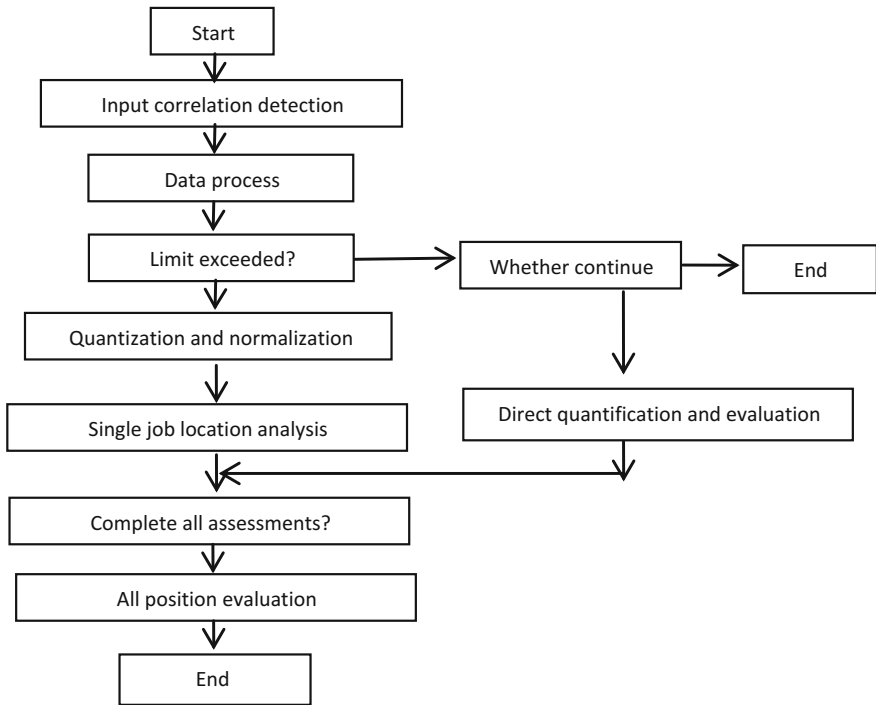 Start
Input correlation detection
Data process
Limit exceeded?
Whether continue
End
Quantization and normalization
Single job location analysis
Direct quantification and evaluation
Complete all assessments?
All position evaluation
End